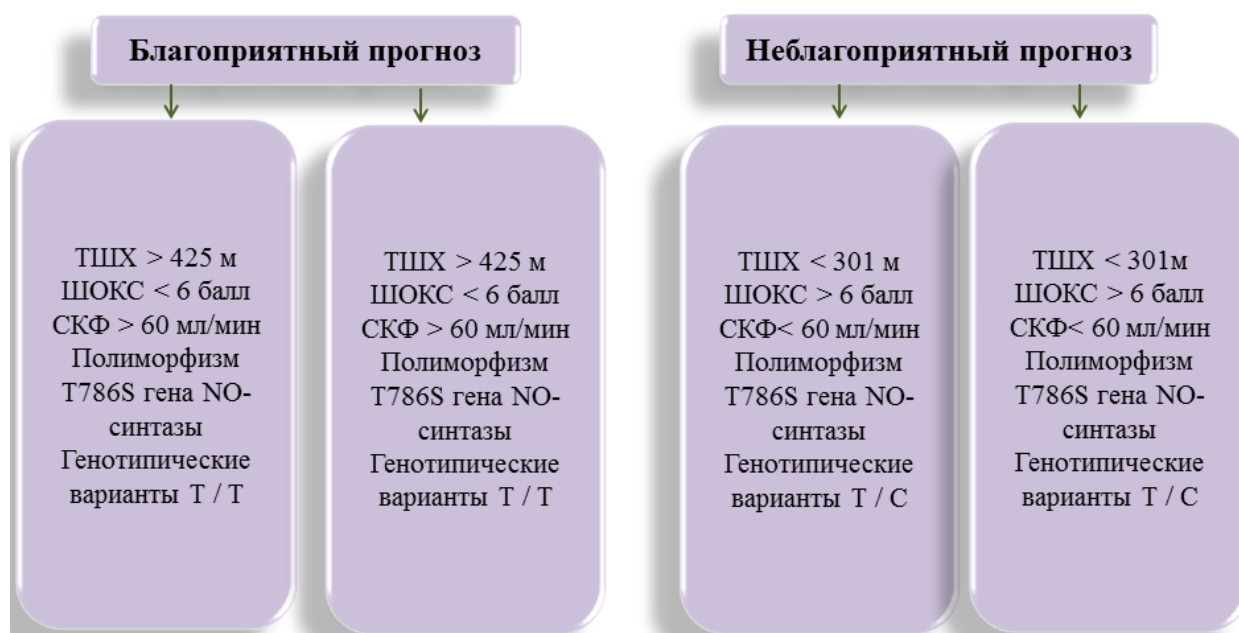 Благоприятный прогноз
Неблагоприятный прогноз
ТШХ > 425 м
ШОКС < 6 балл
СКФ > 60 мл/мин
Полиморфизм
T786S гена NO-
синтазы
Генотипические
варианты T / T
ТШХ > 425 м
ШОКС < 6 балл
СКФ > 60 мл/мин
Полиморфизм
T786S гена NO-
синтазы
Генотипические
варианты T / T
ТШХ < 301 м
ШОКС > 6 балл
СКФ< 60 мл/мин
Полиморфизм
T786S гена NO-
синтазы
Генотипические
варианты T / C
ТШХ < 301м
ШОКС > 6 балл
СКФ< 60 мл/мин
Полиморфизм
T786S гена NO-
синтазы
Генотипические
варианты T / C